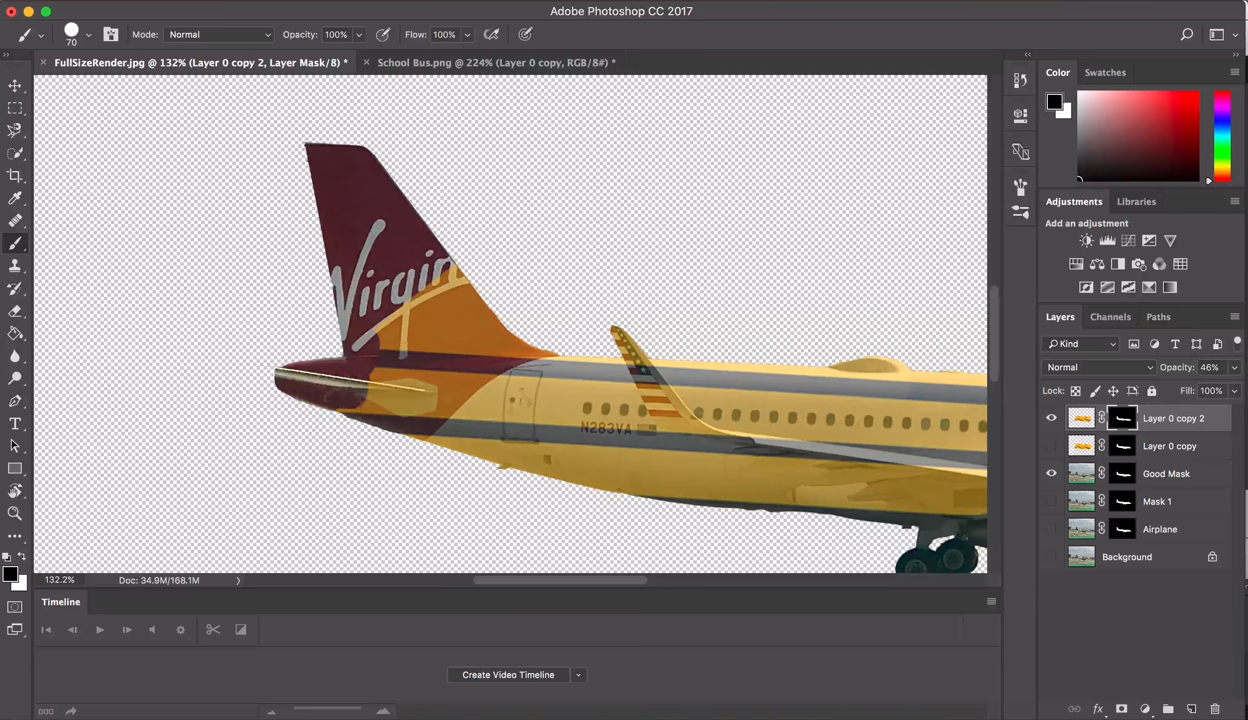 Adobe Photoshop CC 2017
70
Mode: Normal
Opacity: 100%
Flow: 100%
FullSizeRender.jpg @ 132% (Layer 0 copy 2, Layer Mask/8) *
School Bus.png @ 224% (Layer 0 copy, RGB/8#) *
Color
Swatches
Virgin
N283VA
Adjustments
Libraries
Add an adjustment
Layers
Channels
Paths
Kind
Normal
Opacity: 46%
Lock:
Fill: 100%
Layer 0 copy 2
Layer 0 copy
Good Mask
Mask 1
Airplane
Background
132.2%
Doc: 34.9M/168.1M
Timeline
Create Video Timeline
fx